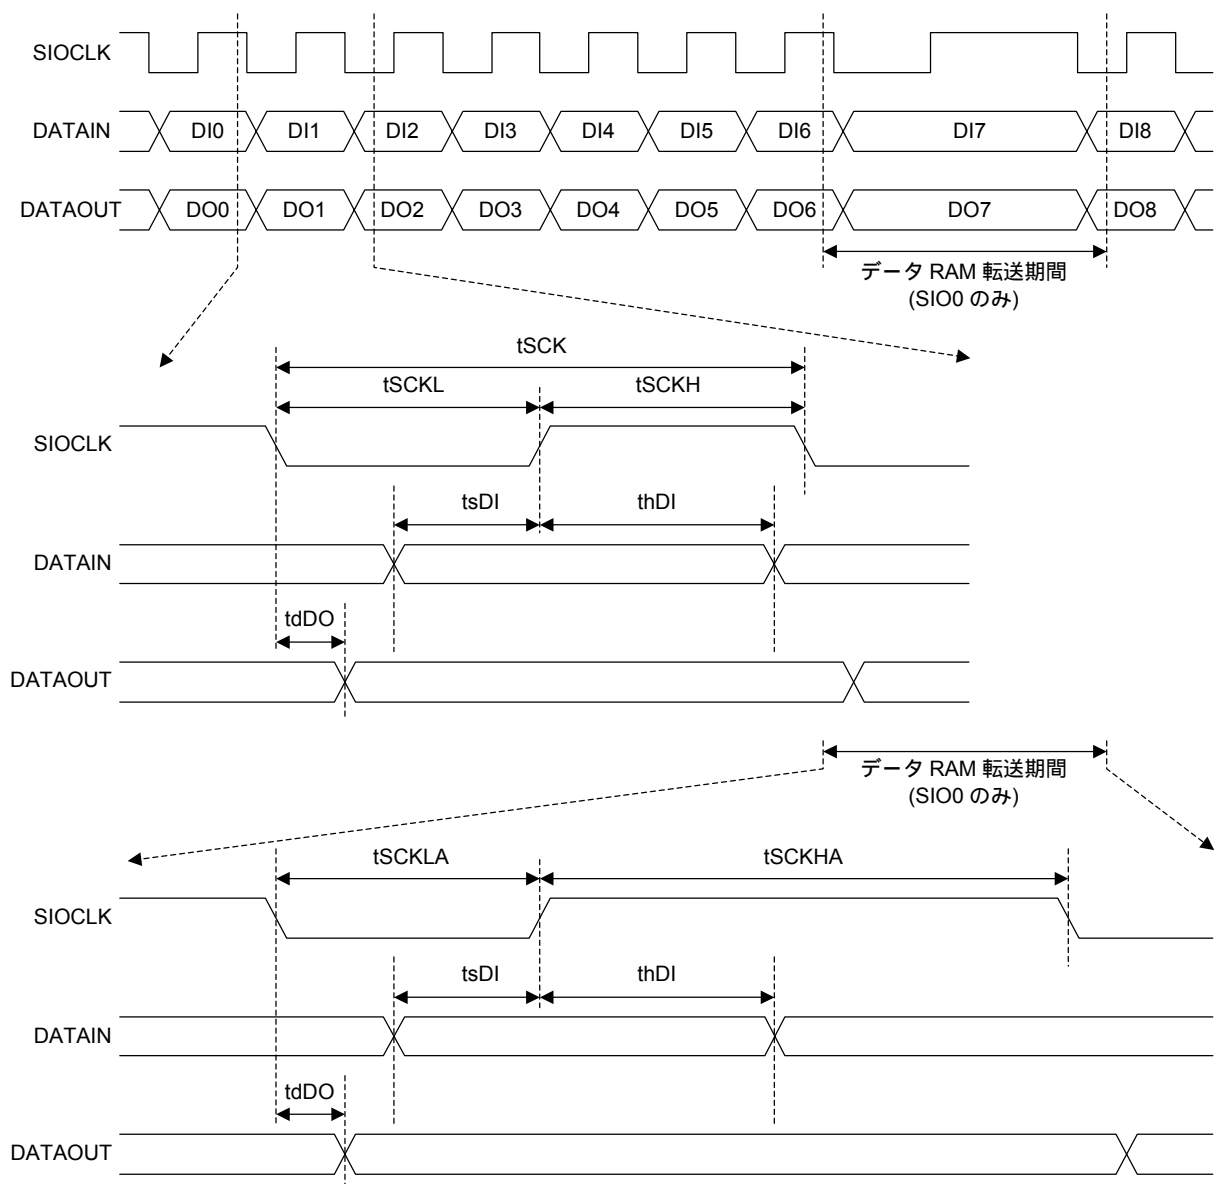 SIOCLK
DATAIN DI0 DI1 DI2 DI3 DI4 DI5 DI6 DI7 DI8
DATAOUT DO0 DO1 DO2 DO3 DO4 DO5 DO6 DO7 DO8
データ RAM 転送期間
(SIO0 のみ)
tSCK
tSCKL tSCKH
SIOCLK
tsDI thDI
DATAIN
tdDO
DATAOUT
データ RAM 転送期間
(SIO0 のみ)
tSCKLA tSCKHA
SIOCLK
tsDI thDI
DATAIN
tdDO
DATAOUT